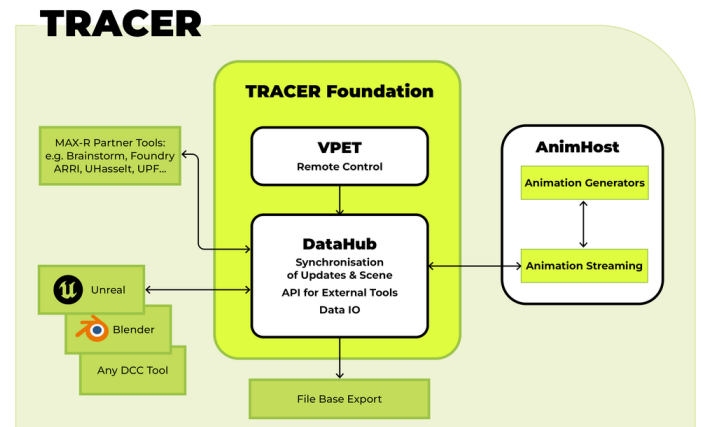 TRACER
TRACER Foundation
MAX-R Partner Tools:
e.g. Brainstorm, Foundry
ARRI, UHasselt, UPF...
VPET
Remote Control
AnimHost
Animation Generators
DataHub
Synchronisation
of Updates & Scene
API for External Tools
Data IO
Animation Streaming
Unreal
Blender
Any DCC Tool
File Base Export